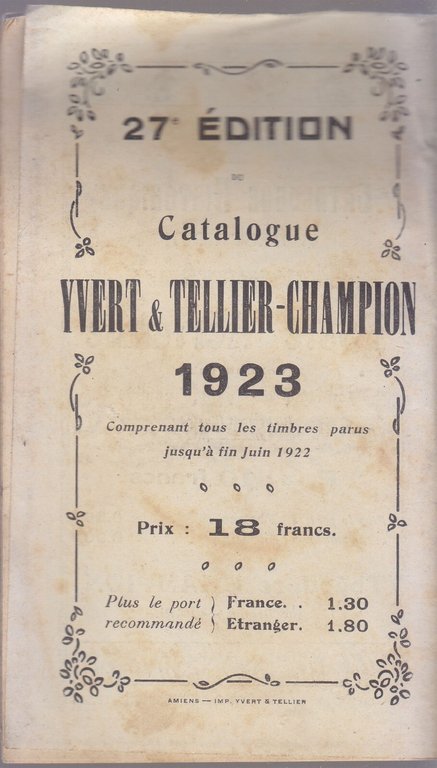 27e ÉDITION
DU
Catalogue
YVERT & TELLIER-CHAMPION
1923
Comprenant tous les timbres parus
jusqu'à fin Juin 1922
Prix : 18 francs.
Plus le port } France. . 1.30
recommandé } Etranger. 1.80
AMIENS — IMP. YVERT & TELLIER